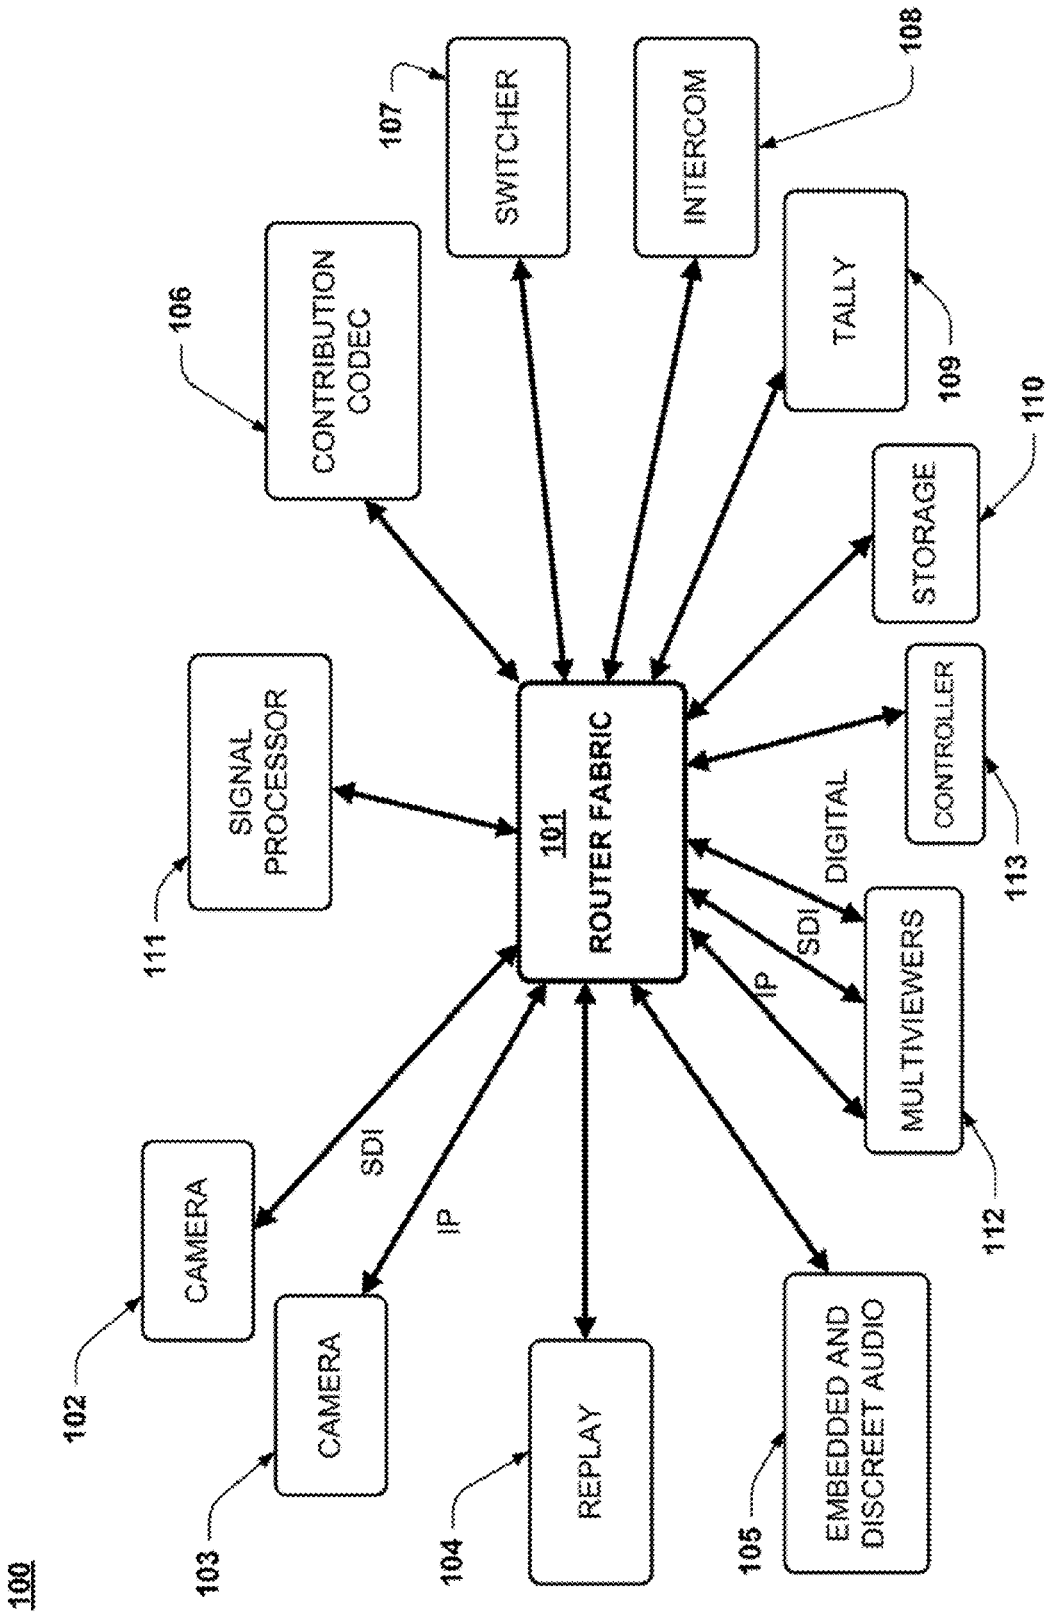 100
102
CAMERA
SDI
103
CAMERA
IP
104
REPLAY
105
EMBEDDED AND
DISCREET AUDIO
111
SIGNAL
PROCESSOR
101
ROUTER FABRIC
106
CONTRIBUTION
CODEC
107
SWITCHER
INTERCOM
108
TALLY
109
STORAGE
110
CONTROLLER
113
DIGITAL
SDI
IP
MULTIVIEWERS
112